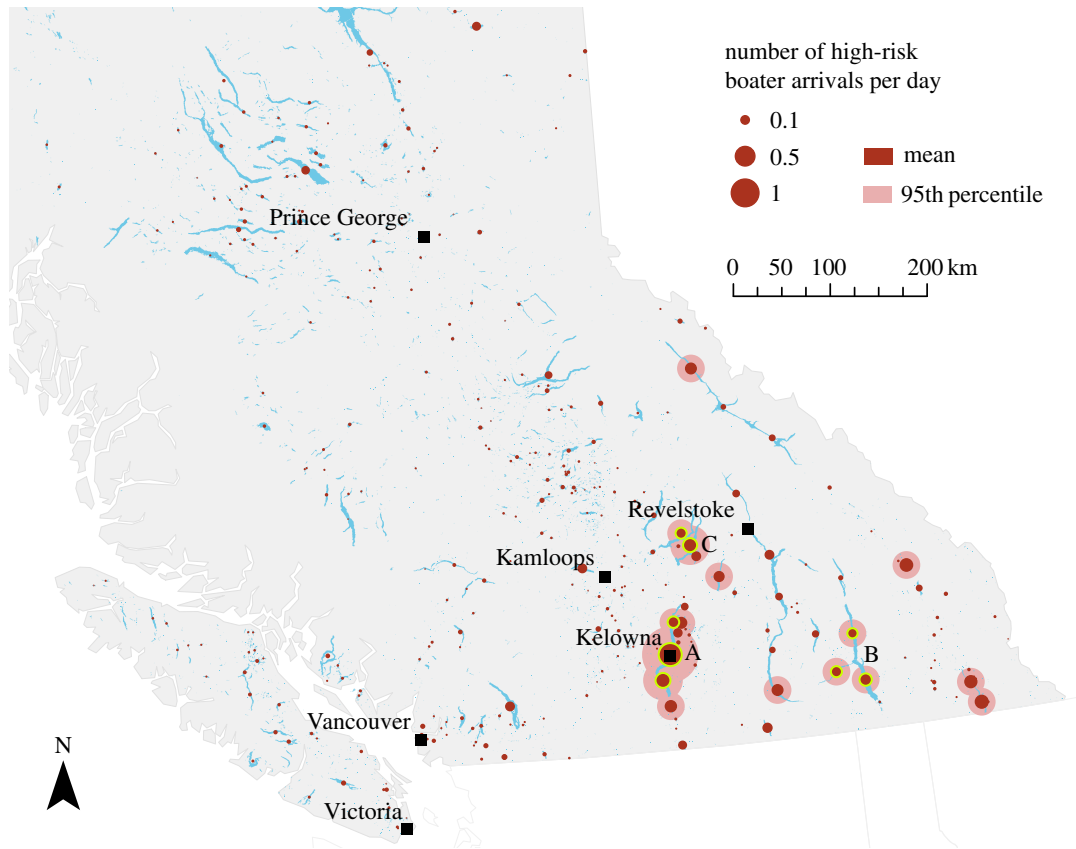 number of high-risk
boater arrivals per day
0.1
0.5
mean
1
95th percentile
Prince George
0 50 100 200 km
Revelstoke
C
Kamloops
Kelowna
A
B
Vancouver
N
Victoria